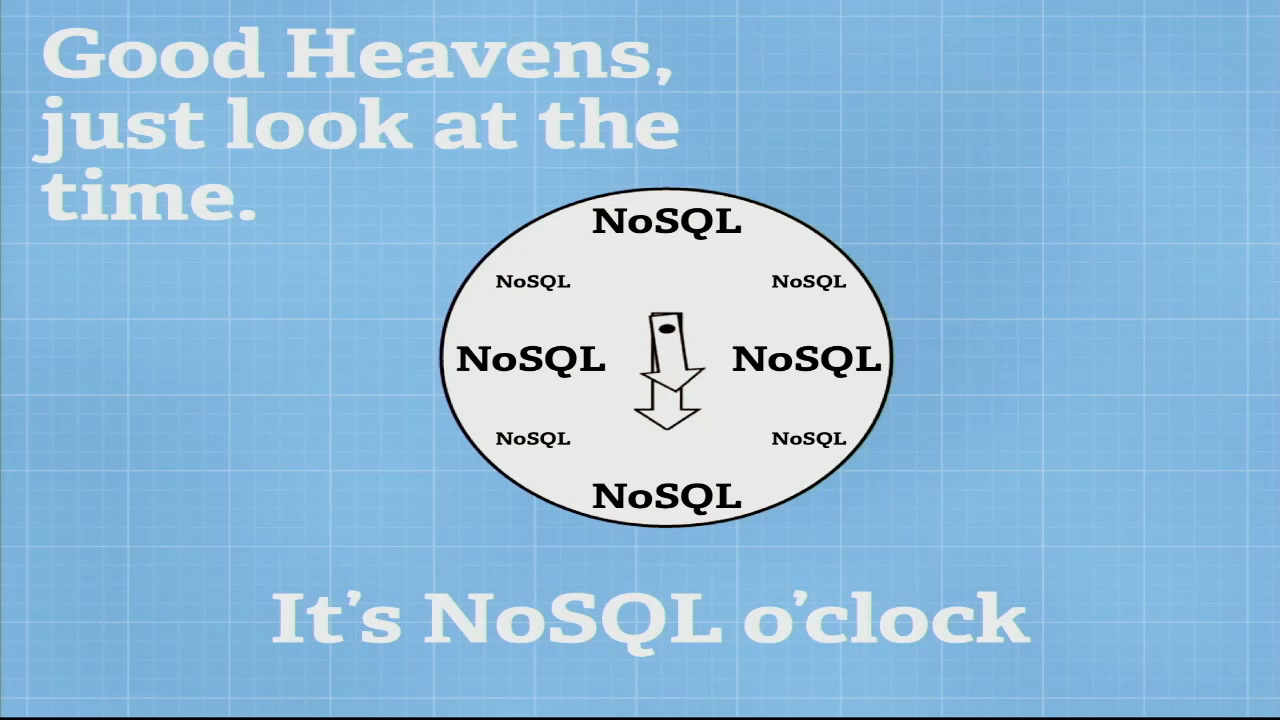 Good Heavens,
just look at the
time.
NoSQL
NoSQL NoSQL
NoSQL NoSQL
NoSQL NoSQL
NoSQL
It’s NoSQL o’clock